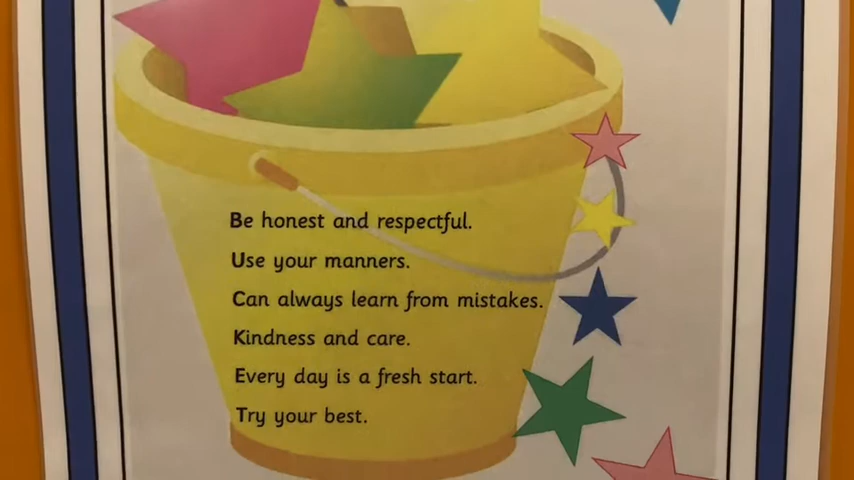 Be honest and respectful.
Use your manners.
Can always learn from mistakes.
Kindness and care.
Every day is a fresh start.
Try your best.